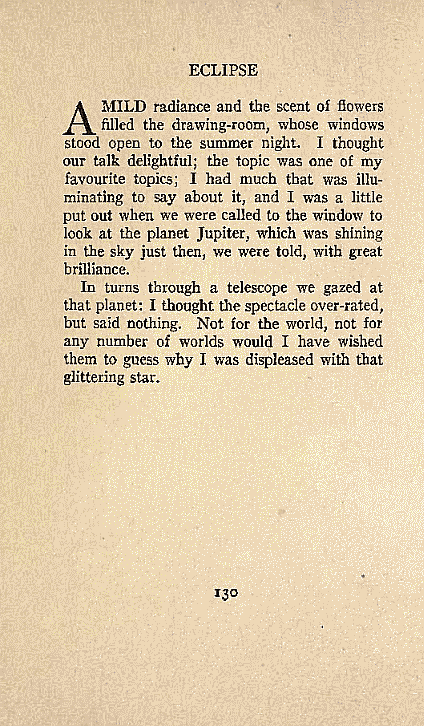 ECLIPSE
A MILD radiance and the scent of flowers
filled the drawing-room, whose windows
stood open to the summer night. I thought
our talk delightful; the topic was one of my
favourite topics; I had much that was illu-
minating to say about it, and I was a little
put out when we were called to the window to
look at the planet Jupiter, which was shining
in the sky just then, we were told, with great
brilliance.
In turns through a telescope we gazed at
that planet: I thought the spectacle over-rated,
but said nothing. Not for the world, not for
any number of worlds would I have wished
them to guess why I was displeased with that
glittering star.
130